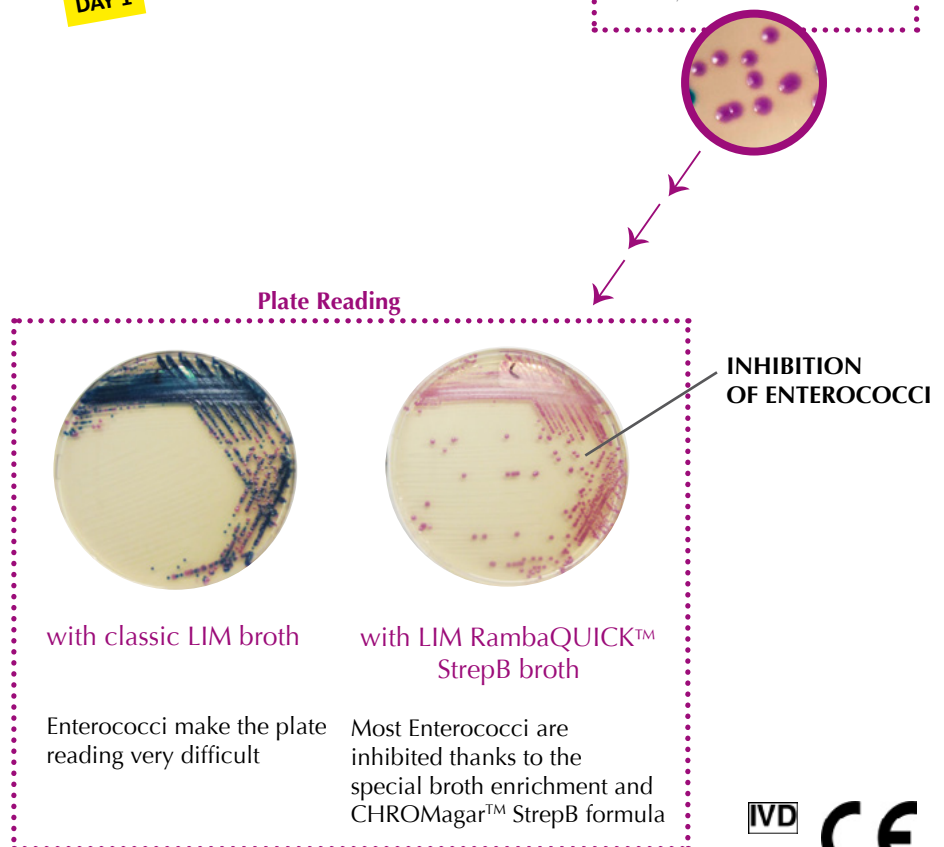 DAY 1
Plate Reading
INHIBITION
OF ENTEROCOCCI
with classic LIM broth
with LIM RambaQUICK™
StrepB broth
Enterococci make the plate
reading very difficult
Most Enterococci are
inhibited thanks to the
special broth enrichment and
CHROMagar™ StrepB formula
IVD
CE